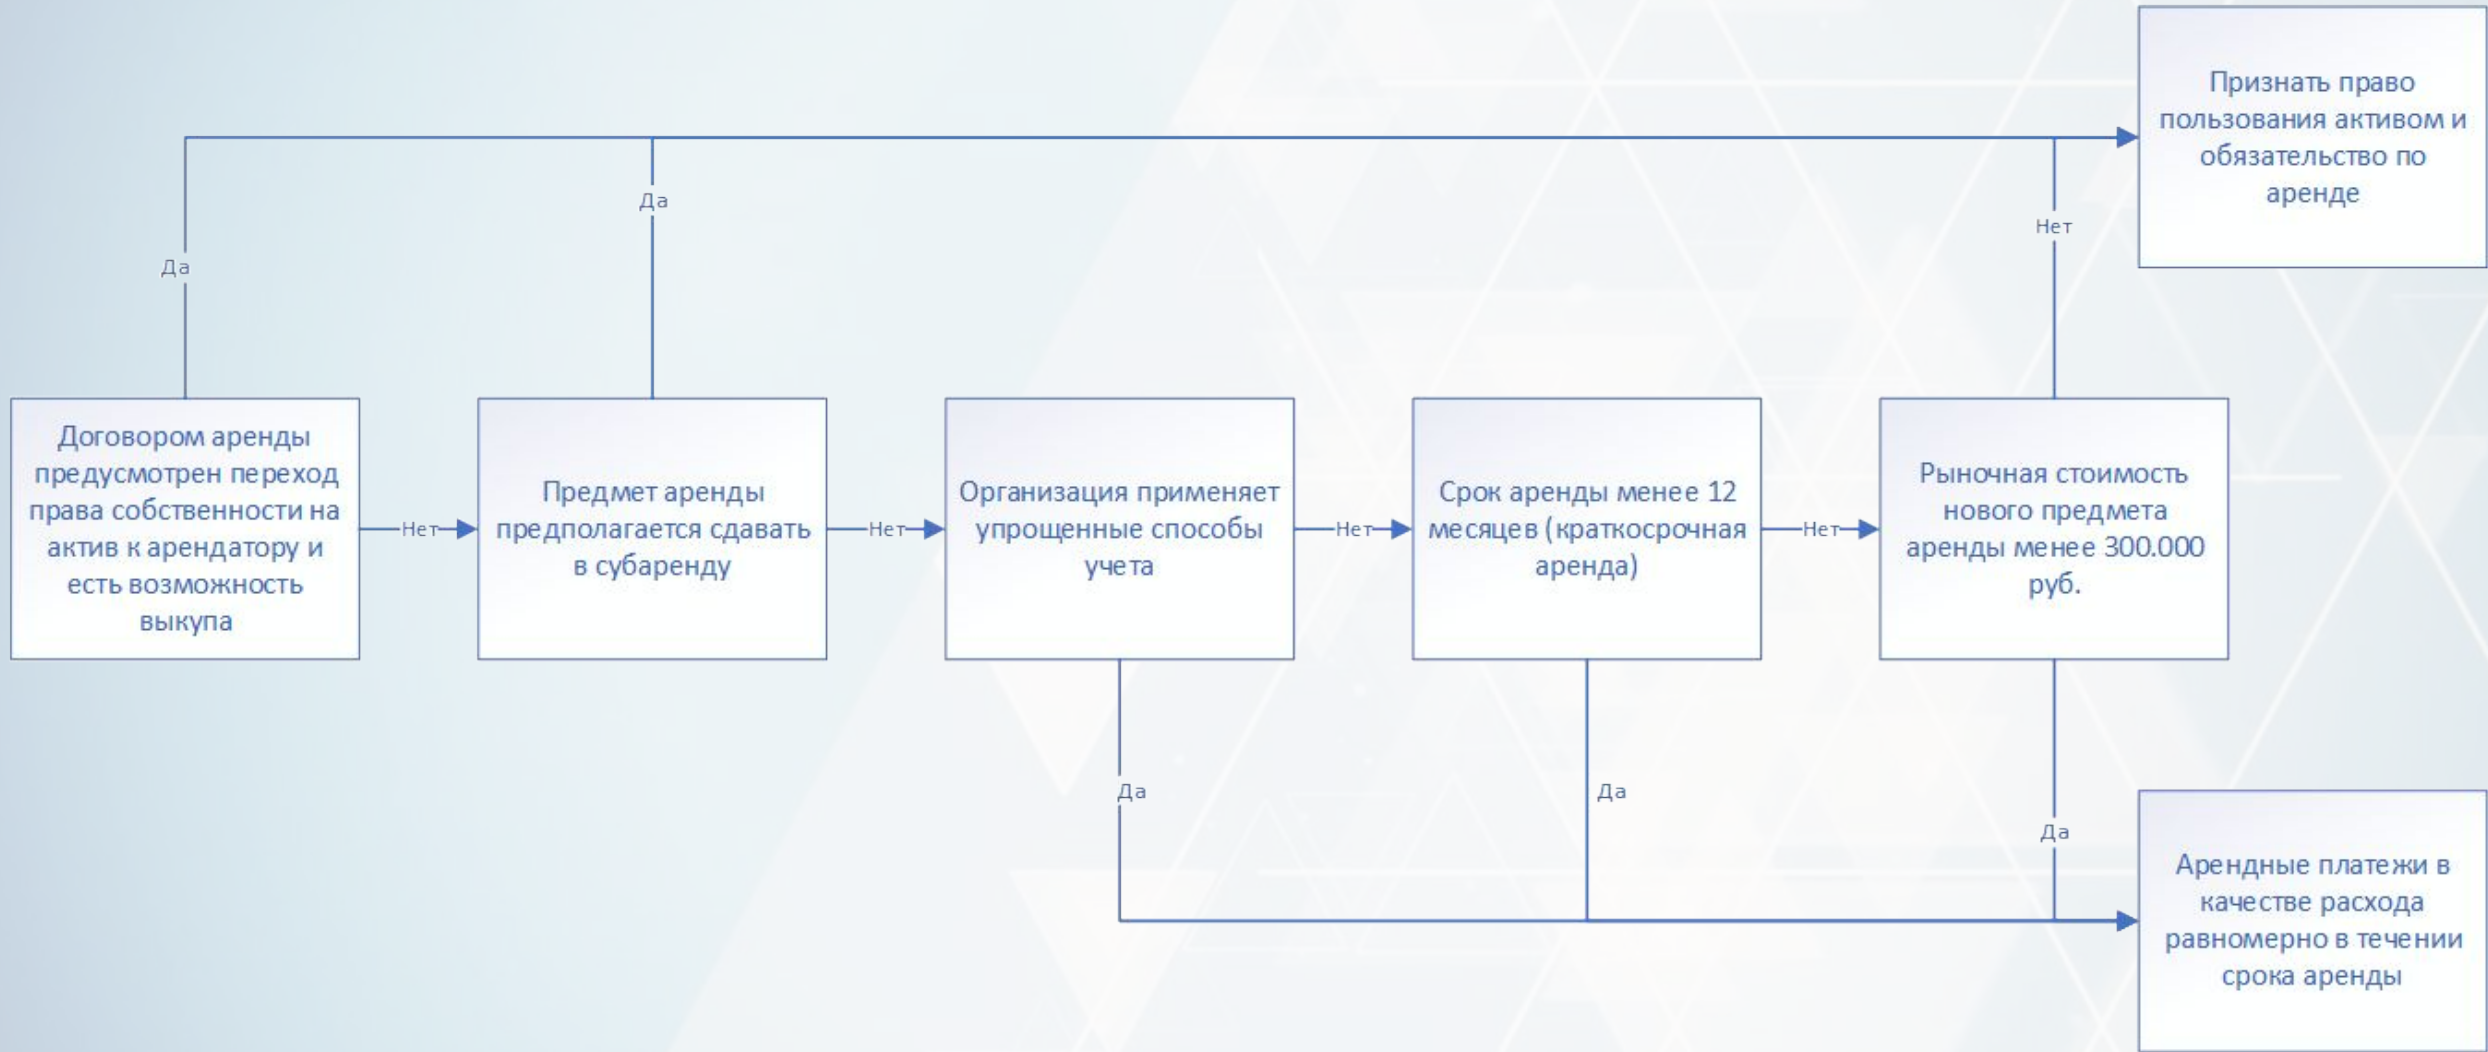 Признать право
пользования активом и
обязательство по
аренде
Да
Да
Нет
Договором аренды
предусмотрен переход
права собственности на
актив к арендатору и
есть возможность
выкупа
Нет
Предмет аренды
предполагается сдавать
в субаренду
Нет
Организация применяет
упрощенные способы
учета
Нет
Срок аренды менее 12
месяцев (краткосрочная
аренда)
Нет
Рыночная стоимость
нового предмета
аренды менее 300.000
руб.
Да
Да
Да
Арендные платежи в
качестве расхода
равномерно в течении
срока аренды